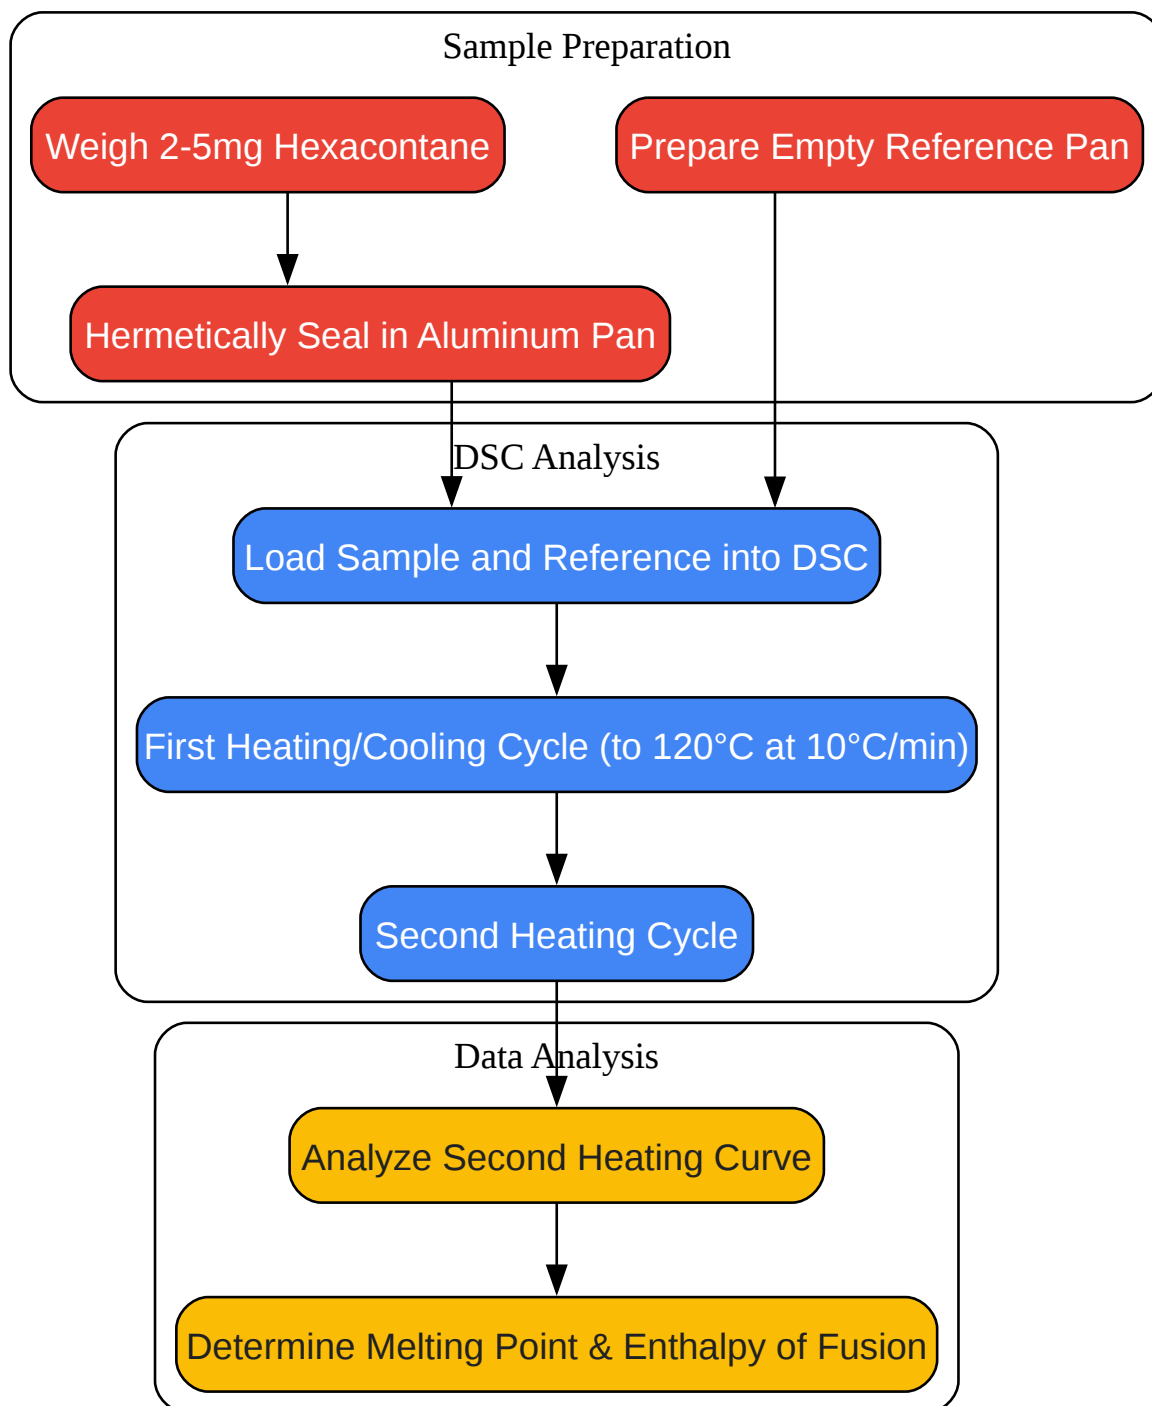 Sample Preparation
Weigh 2-5mg Hexacontane
Prepare Empty Reference Pan
Hermetically Seal in Aluminum Pan
DSC Analysis
Load Sample and Reference into DSC
First Heating/Cooling Cycle (to 120°C at 10°C/min)
Second Heating Cycle
Data Analysis
Analyze Second Heating Curve
Determine Melting Point & Enthalpy of Fusion